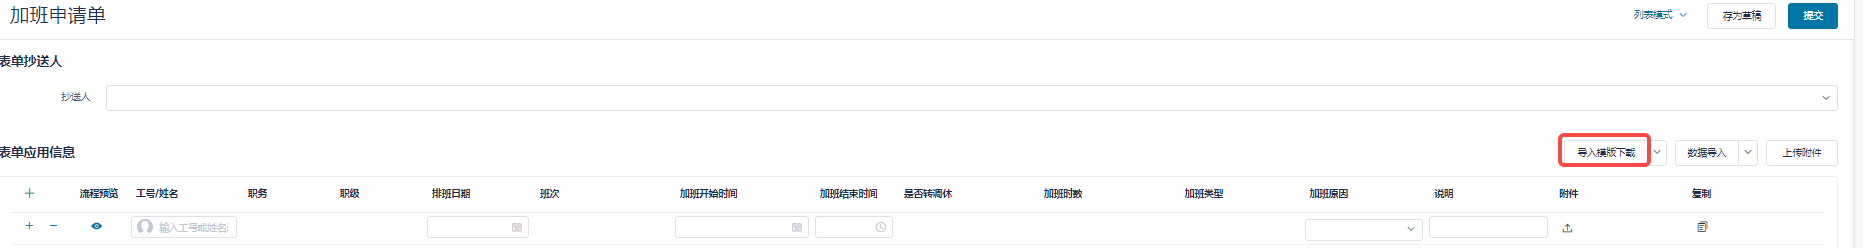 加班申请单 列表模式 存为草稿 提交
表单抄送人
抄送人
表单应用信息 导入模版下载 数据导入 上传附件
流程预览 工号/姓名 职务 职级 排班日期 班次 加班开始时间 加班结束时间 是否转调休 加班时数 加班类型 加班原因 说明 附件 复制
输入工号或姓名